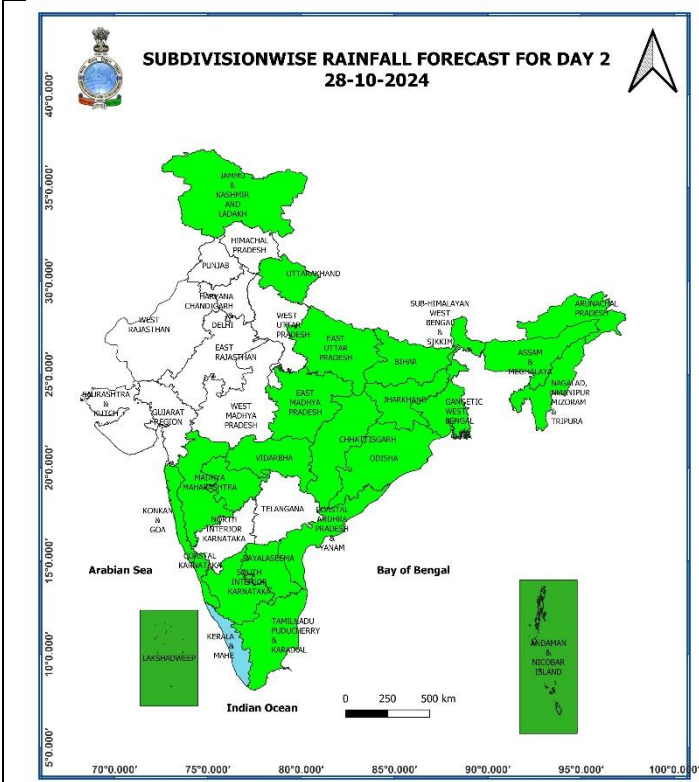 SUBDIVISIONWISE RAINFALL FORECAST FOR DAY 2
28-10-2024
40°0.000'
35°0.000'
30°0.000'
25°0.000'
20°0.000'
15°0.000'
10°0.000'
5°0.000'
JAMMU
&
KASHMIR
AND
LADAKH
HIMACHAL
PRADESH
PUNJAB
UTTARAKHAND
HARYANA
CHANDIGARH
&
DELHI
WEST
RAJASTHAN
WEST
UTTAR
PRADESH
SUB-HIMALAYAN
WEST
BENGAL
&
SIKKIM
ARUNACHAL
PRADESH
EAST
RAJASTHAN
EAST
UTTAR
PRADESH
BIHAR
ASSAM
&
MEGHALAYA
SAURASHTRA
&
KUTCH
GUJARAT
REGION
WEST
MADHYA
PRADESH
EAST
MADHYA
PRADESH
JHARKHAND
GANGETIC
WEST
BENGAL
MANIPUR
MIZORAM
&
TRIPURA
CHHATTISGARH
VIDARBHA
ODISHA
MADHYA
MAHARASHTRA
KONKAN
&
GOA
NORTH
INTERIOR
KARNATAKA
TELANGANA
COASTAL
ANDHRA
PRADESH
&
YANAM
COASTAL
KARNATAKA
RAYALASEEMA
SOUTH
INTERIOR
KARNATAKA
Arabian Sea
Bay of Bengal
KERALA
&
MAHE
TAMILNADU
PUDUCHERRY
&
KARAIKAL
LAKSHADWEEP
ANDAMAN
&
NICOBAR
ISLAND
Indian Ocean
0 250 500 km
70°0.000' 75°0.000' 80°0.000' 85°0.000' 90°0.000' 95°0.000' 100°0.000'